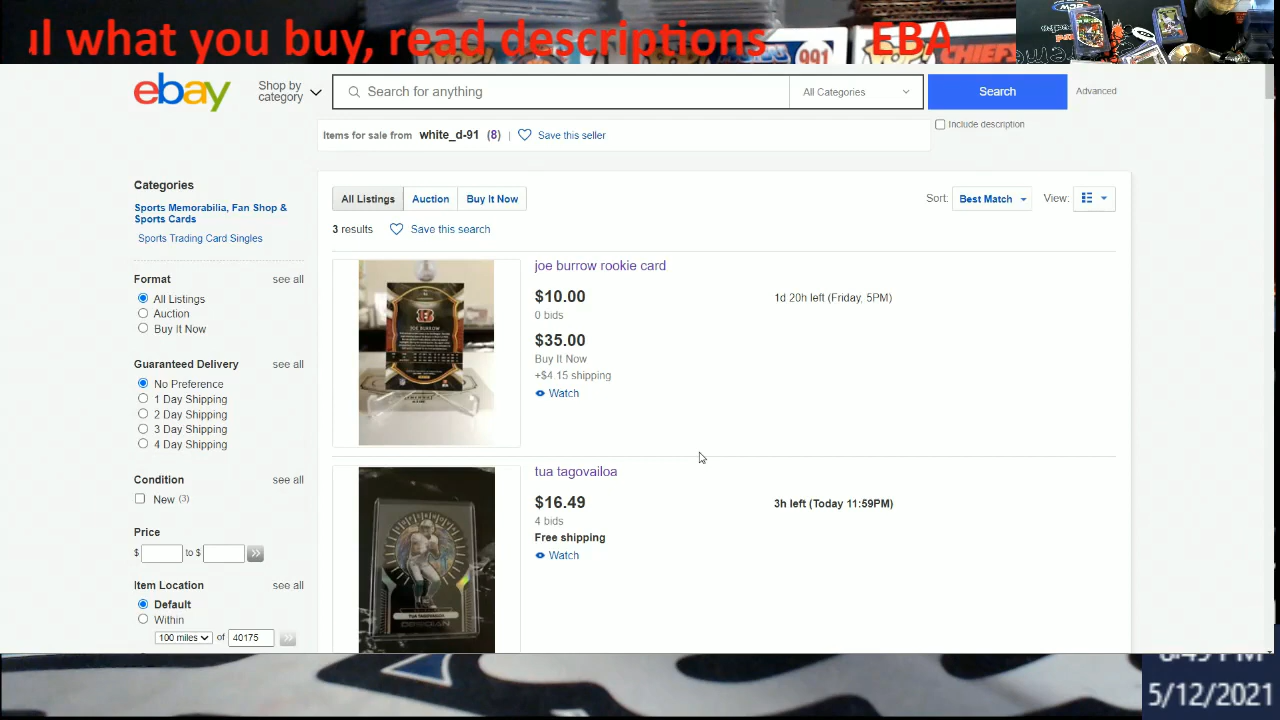 what you buy, read descriptions EBA
991
CHIEFS
ebay
Shop by category
Search for anything
All Categories
Search
Advanced
Include description
Items for sale from white_d-91 (8) | Save this seller
Categories
Sports Memorabilia, Fan Shop &
Sports Cards
Sports Trading Card Singles
Format see all
All Listings
Auction
Buy It Now
Guaranteed Delivery see all
No Preference
1 Day Shipping
2 Day Shipping
3 Day Shipping
4 Day Shipping
Condition see all
New (3)
Price
$ to $
Item Location see all
Default
Within
100 miles of 40175
All Listings Auction Buy It Now
Sort: Best Match View:
3 results Save this search
joe burrow rookie card
$10.00
0 bids
1d 20h left (Friday, 5PM)
$35.00
Buy It Now
+$4.15 shipping
Watch
JOE BURROW
tua tagovailoa
$16.49
4 bids
3h left (Today 11:59PM)
Free shipping
Watch
TUA TAGOVAILOA
OBSIDIAN
5/12/2021